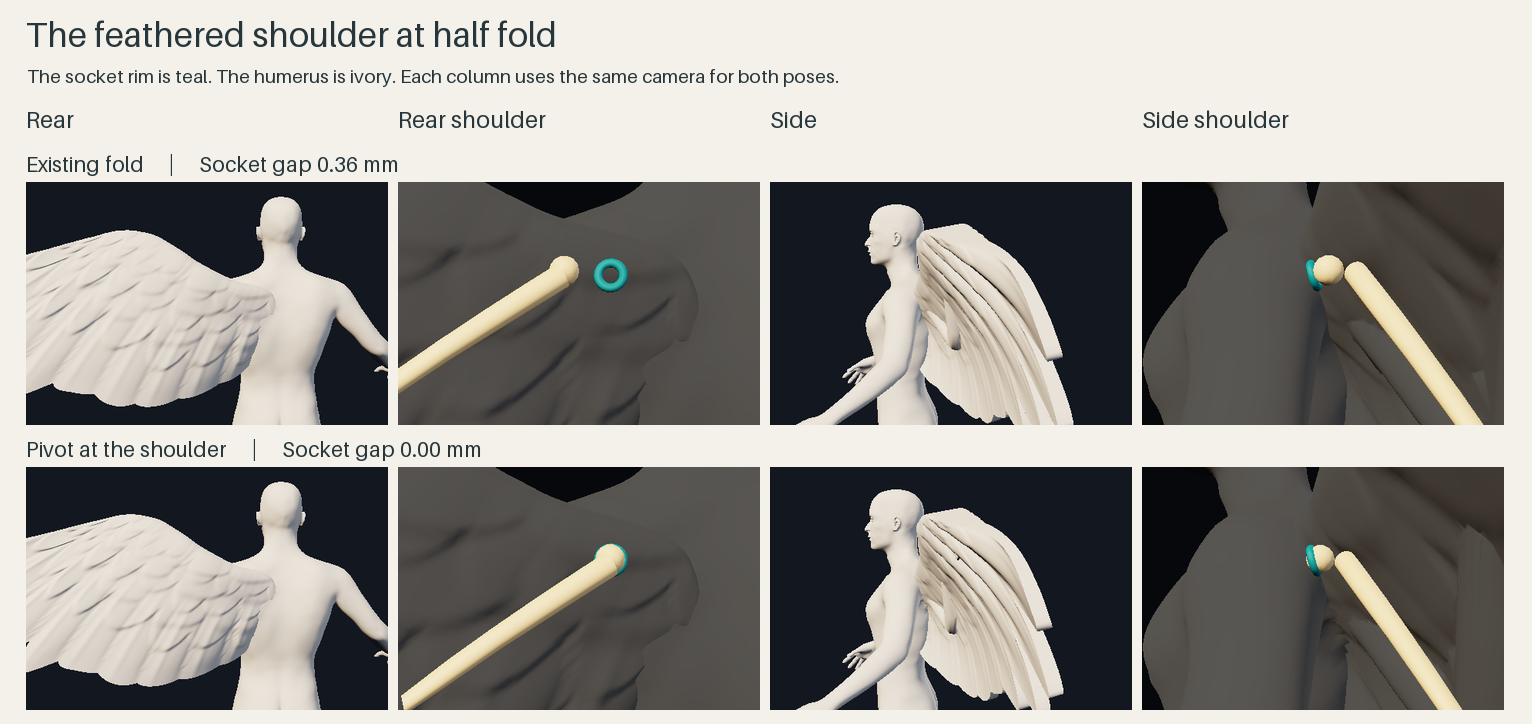 The feathered shoulder at half fold
The socket rim is teal. The humerus is ivory. Each column uses the same camera for both poses.
Rear
Rear shoulder
Side
Side shoulder
Existing fold | Socket gap 0.36 mm
Pivot at the shoulder | Socket gap 0.00 mm